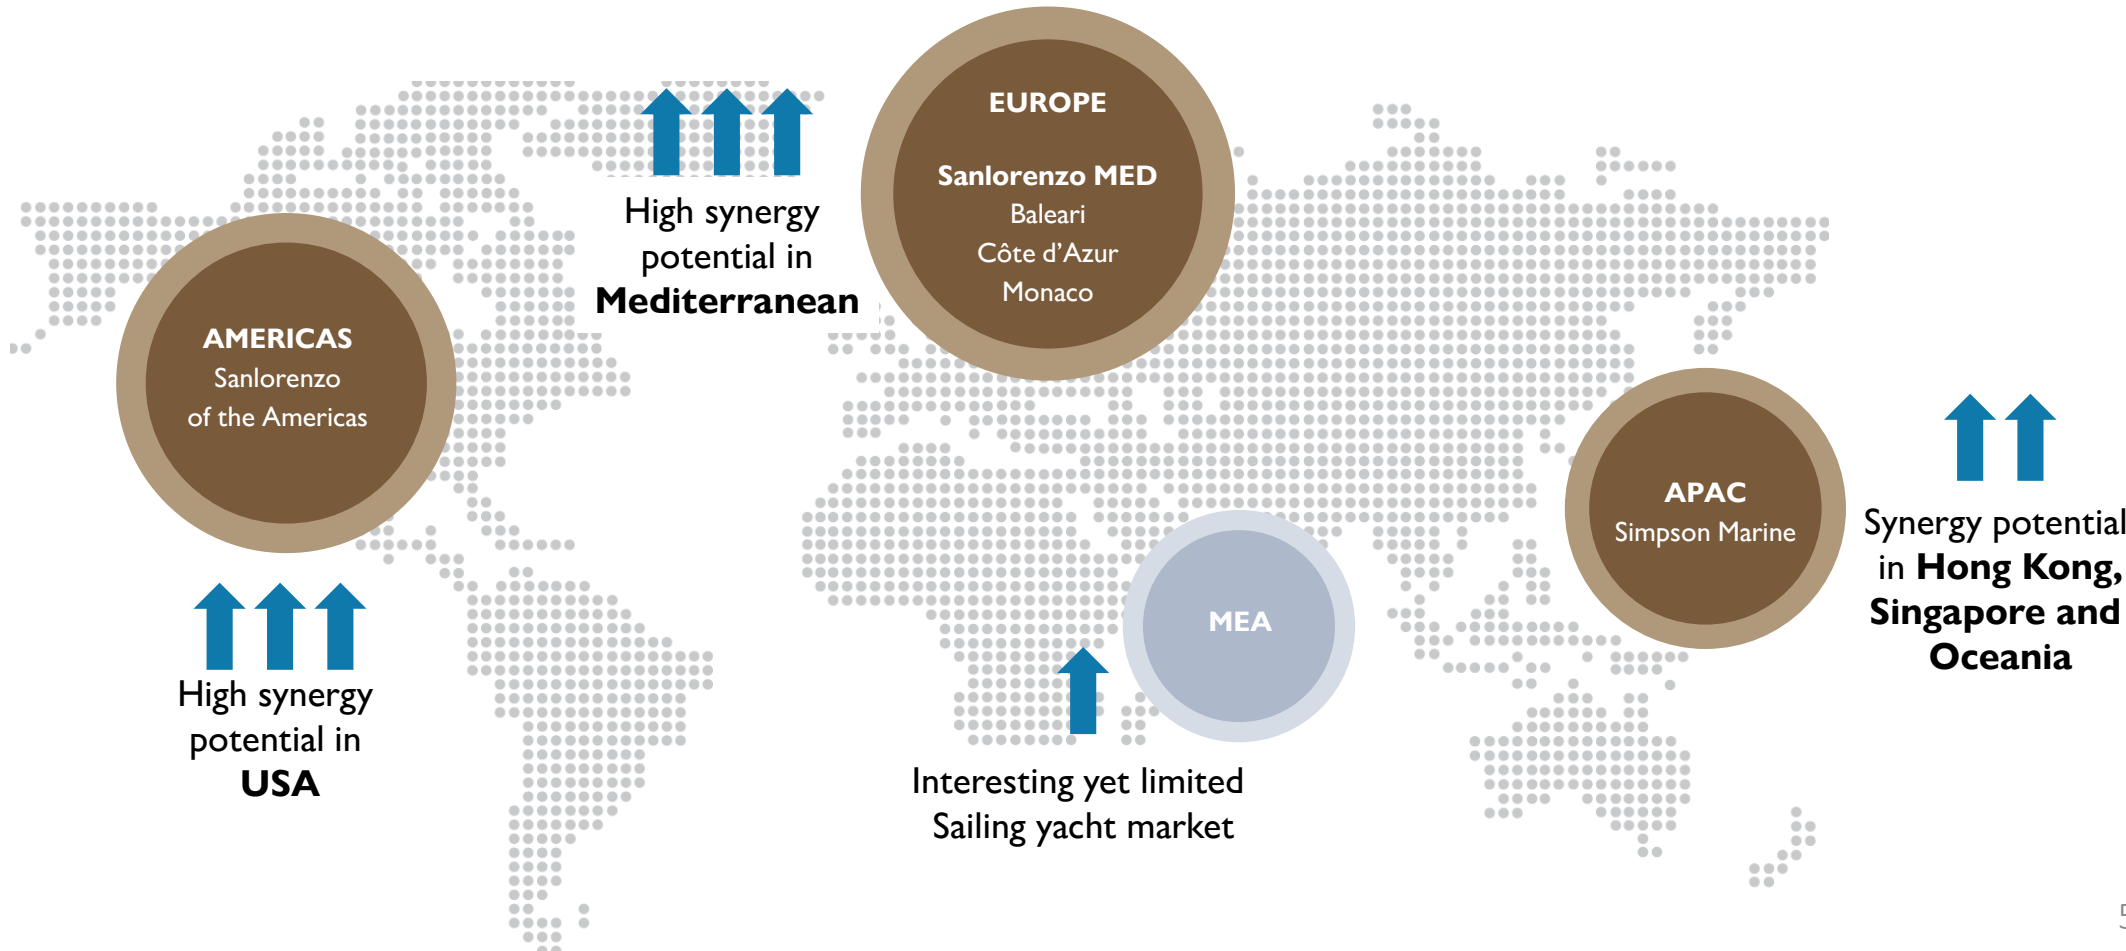 EUROPE
Sanlorenzo MED
Baleari
Côte d'Azur
Monaco
High synergy
potential in
Mediterranean
AMERICAS
Sanlorenzo
of the Americas
High synergy
potential in
USA
MEA
Interesting yet limited
Sailing yacht market
APAC
Simpson Marine
Synergy potential
in Hong Kong,
Singapore and
Oceania